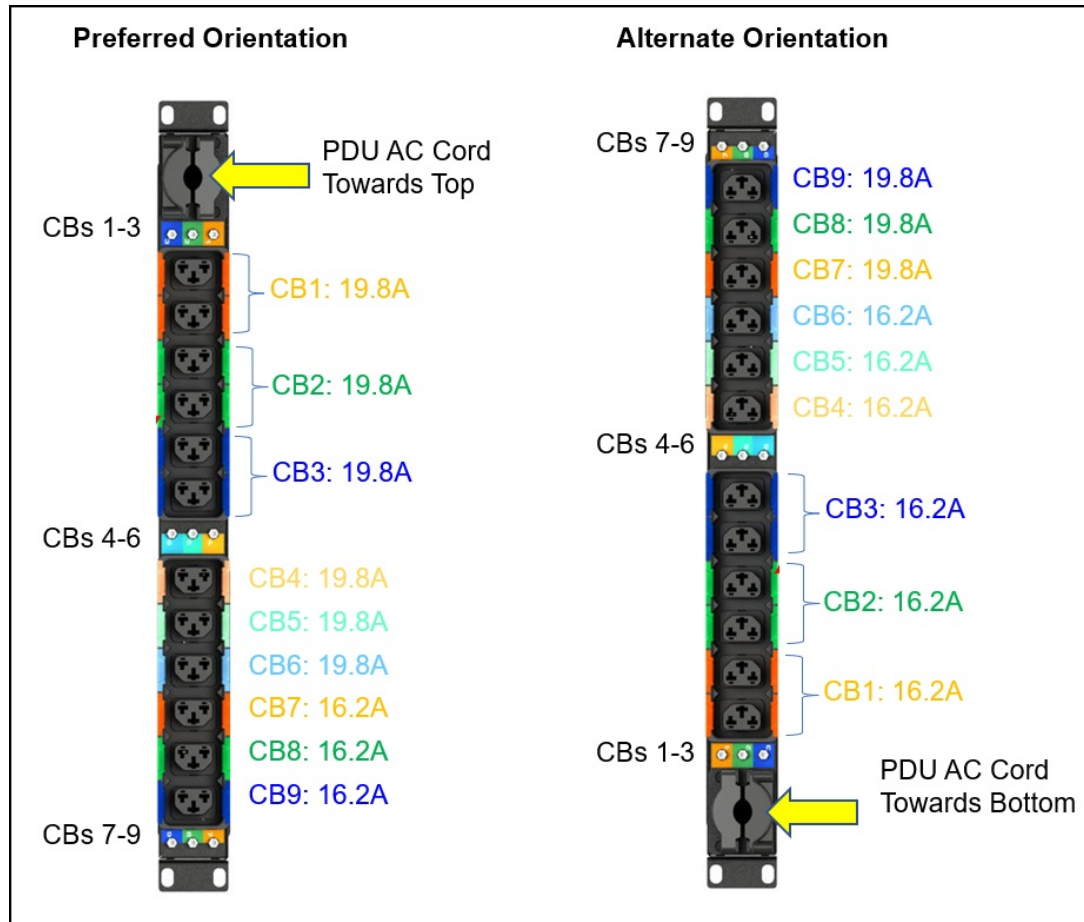 Preferred Orientation
PDU AC Cord
Towards Top
CBs 1-3
CB1: 19.8A
CB2: 19.8A
CB3: 19.8A
CBs 4-6
CB4: 19.8A
CB5: 19.8A
CB6: 19.8A
CB7: 16.2A
CB8: 16.2A
CB9: 16.2A
CBs 7-9
Alternate Orientation
CBs 7-9
CB9: 19.8A
CB8: 19.8A
CB7: 19.8A
CB6: 16.2A
CB5: 16.2A
CB4: 16.2A
CBs 4-6
CB3: 16.2A
CB2: 16.2A
CB1: 16.2A
CBs 1-3
PDU AC Cord
Towards Bottom